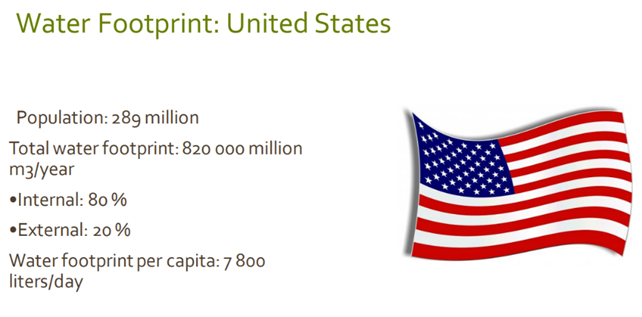 Water Footprint: United States
Population: 289 million
Total water footprint: 820 000 million
m3/year
•Internal: 80 %
•External: 20 %
Water footprint per capita: 7 800
liters/day